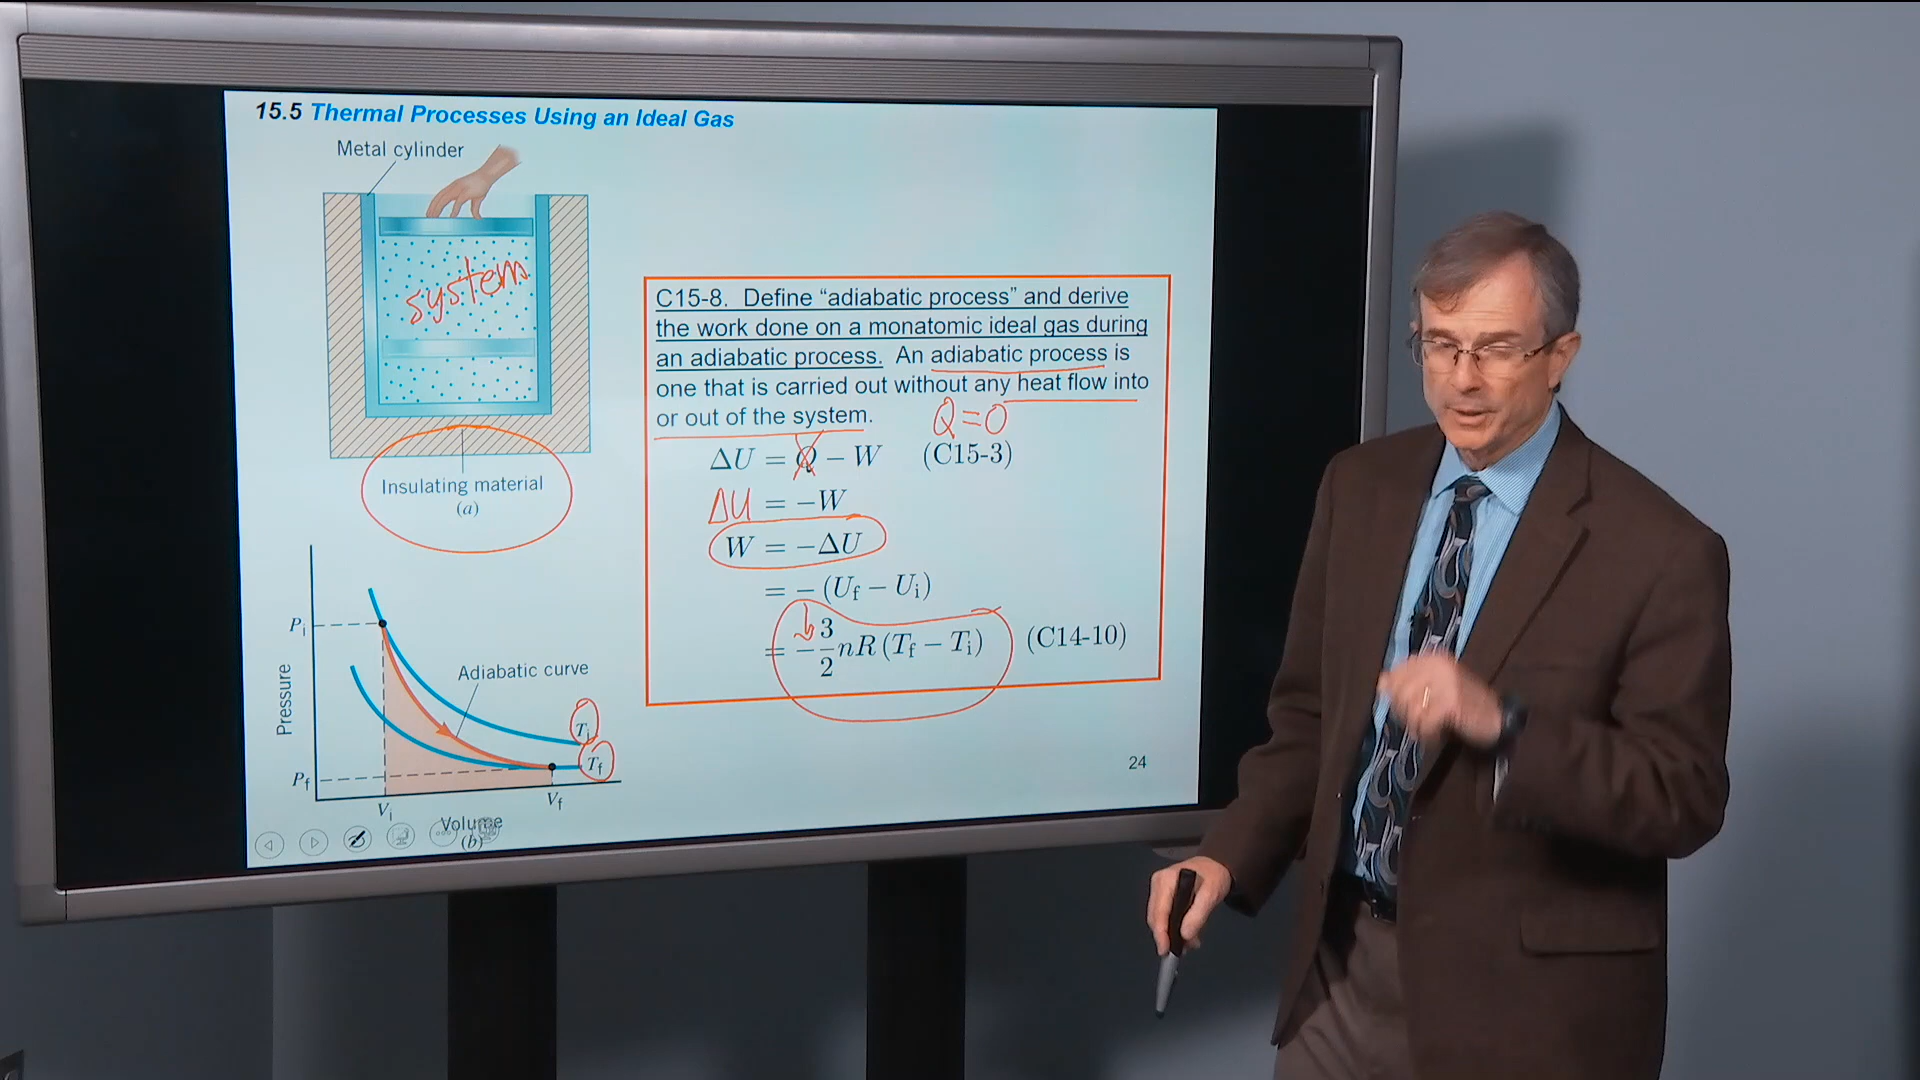 15.5 Thermal Processes Using an Ideal Gas
Metal cylinder
system
Insulating material
(a)
C15-8. Define “adiabatic process” and derive
the work done on a monatomic ideal gas during
an adiabatic process. An adiabatic process is
one that is carried out without any heat flow into
or out of the system.
Q=0
ΔU = Q − W (C15-3)
ΔU = −W
W = −ΔU
= − (Uf − Ui)
= −3/2 nR (Tf − Ti) (C14-10)
Pi
Adiabatic curve
Pressure
Ti
Tf
Pf
Vi
Vf
Volume
(b)
24